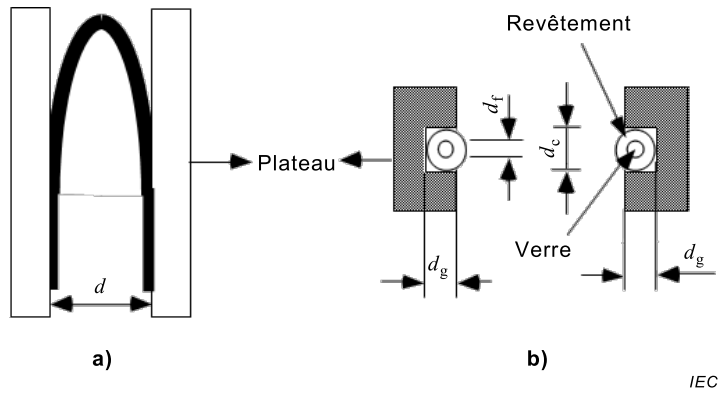 Revêtement
d_f
d_c
Plateau
Verre
d
d_g
d_g
a)
b)
IEC